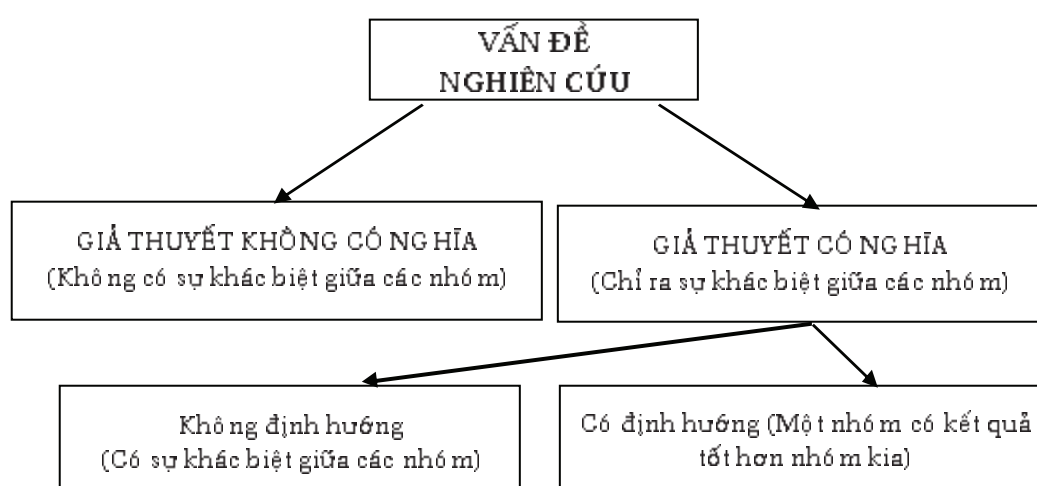 VẤN ĐỀ
NGHIÊN CỨU
GIẢ THUYẾT KHÔNG CÓ NGHĨA
(Không có sự khác biệt giữa các nhóm)
GIẢ THUYẾT CÓ NGHĨA
(Chỉ ra sự khác biệt giữa các nhóm)
Không định hướng
(Có sự khác biệt giữa các nhóm)
Có định hướng (Một nhóm có kết quả
tốt hơn nhóm kia)